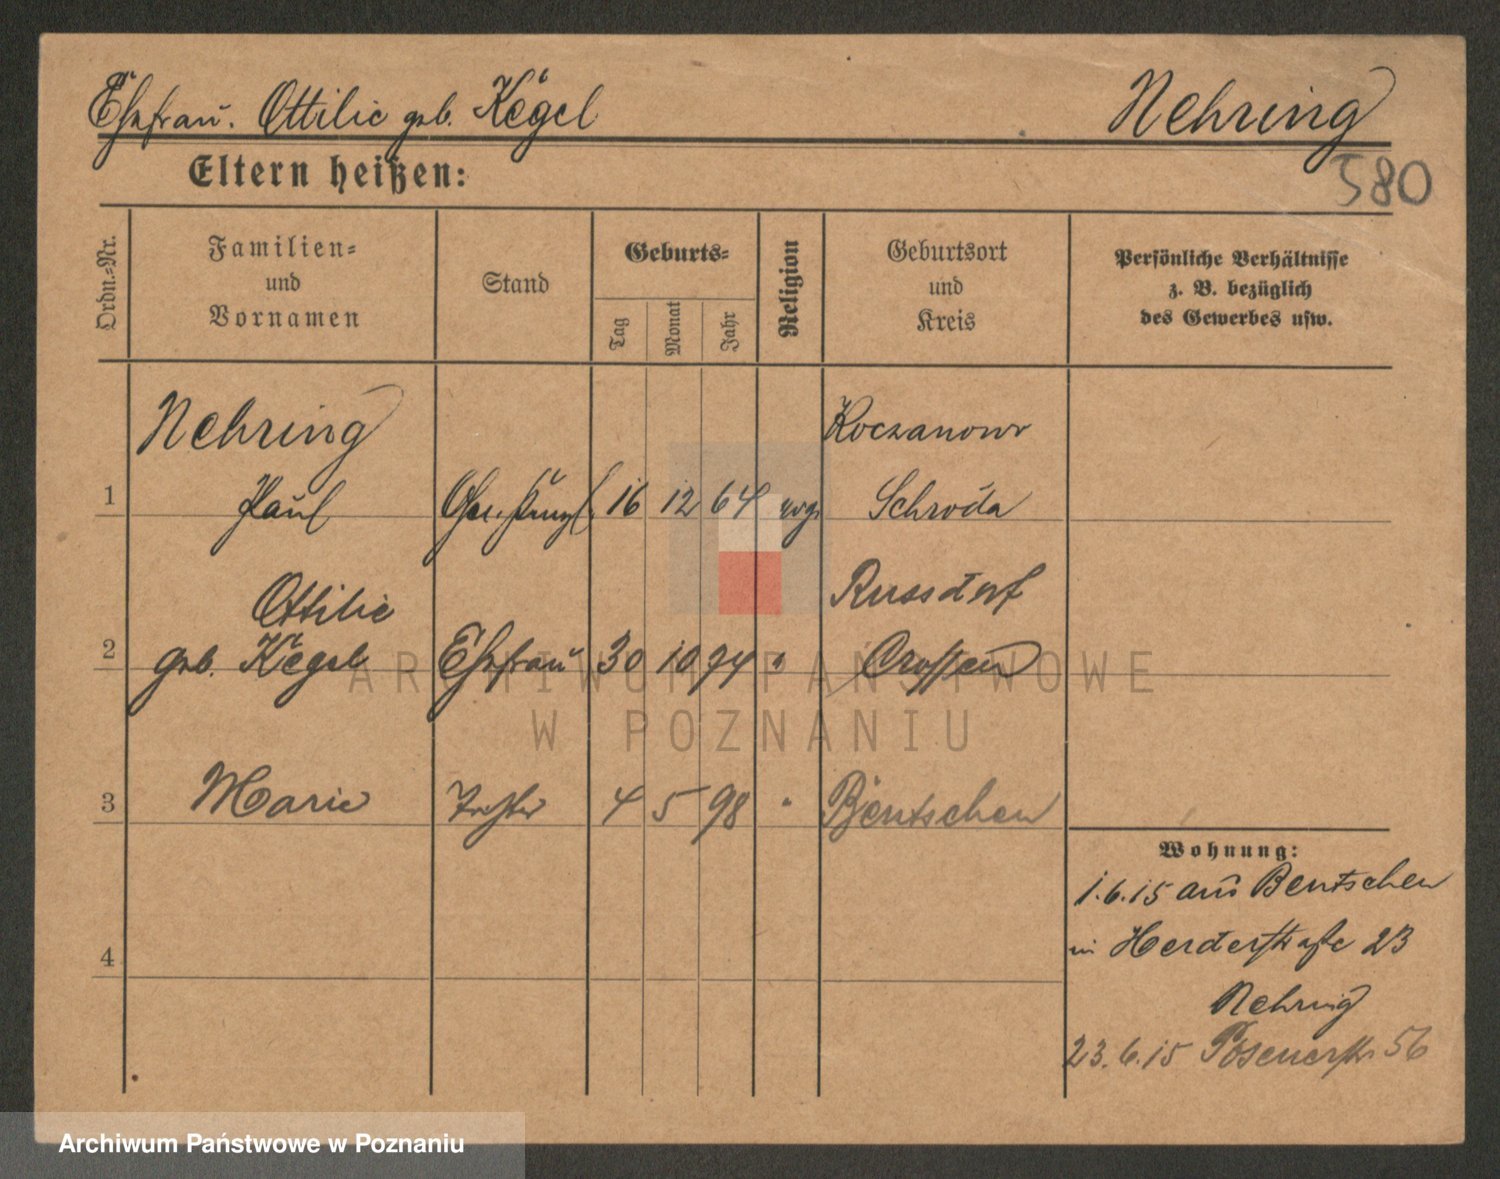 Ehefrau. Ottilie geb. Kegel
Nehring
580
Eltern heißen:
Ordn.=Nr.
Familien=
und
Vornamen
Stand
Geburts=
Tag
Monat
Jahr
Religion
Geburtsort
und
Kreis
Persönliche Verhältnisse
z. B. bezüglich
des Gewerbes usw.
Nehring
Koczanowo
1 Paul 16 12 64 evg. Schroda
Ottilie
Russdorf
2 geb. Kegel Ehefrau 30 10 74 " Crossen
3 Marie Tochter 4 5 98 " Bentschen
4
Wohnung:
1.6.15 aus Bentschen
in Herderstraße 23
Nehring
23.6.15 Posenerstr 56
ARCHIWUM PAŃSTWOWE
W POZNANIU
Archiwum Państwowe w Poznaniu